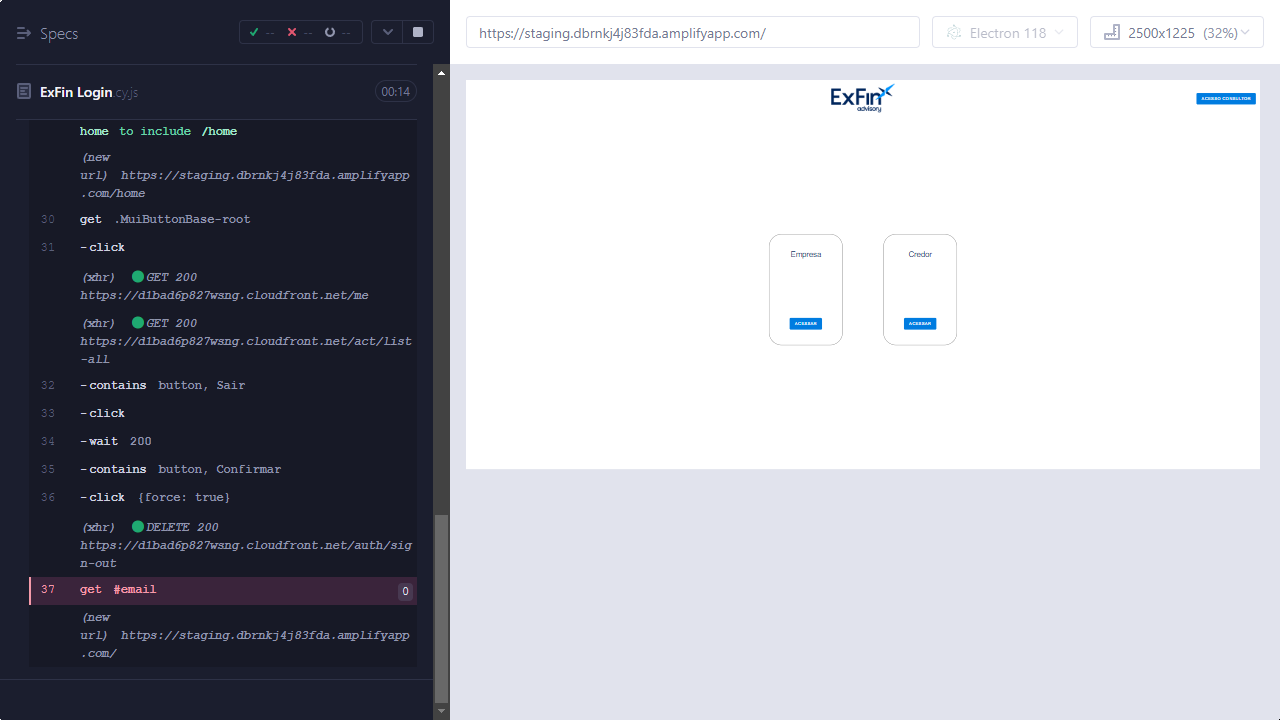 Specs
--
--
--
https://staging.dbrnkj4j83fda.amplifyapp.com/
Electron 118
2500x1225 (32%)
ExFin Login.cy.js
00:14
home to include /home
(new
url) https://staging.dbrnkj4j83fda.amplifyapp
.com/home
30 get .MuiButtonBase-root
31 -click
(xhr) GET 200
https://d1bad6p827wsng.cloudfront.net/me
(xhr) GET 200
https://d1bad6p827wsng.cloudfront.net/act/list
-all
32 -contains button, Sair
33 -click
34 -wait 200
35 -contains button, Confirmar
36 -click {force: true}
(xhr) DELETE 200
https://d1bad6p827wsng.cloudfront.net/auth/sig
n-out
37 get #email 0
(new
url) https://staging.dbrnkj4j83fda.amplifyapp
.com/
ExFin
advisory
ACESSO CONSULTOR
Empresa
Credor
ACESSAR
ACESSAR